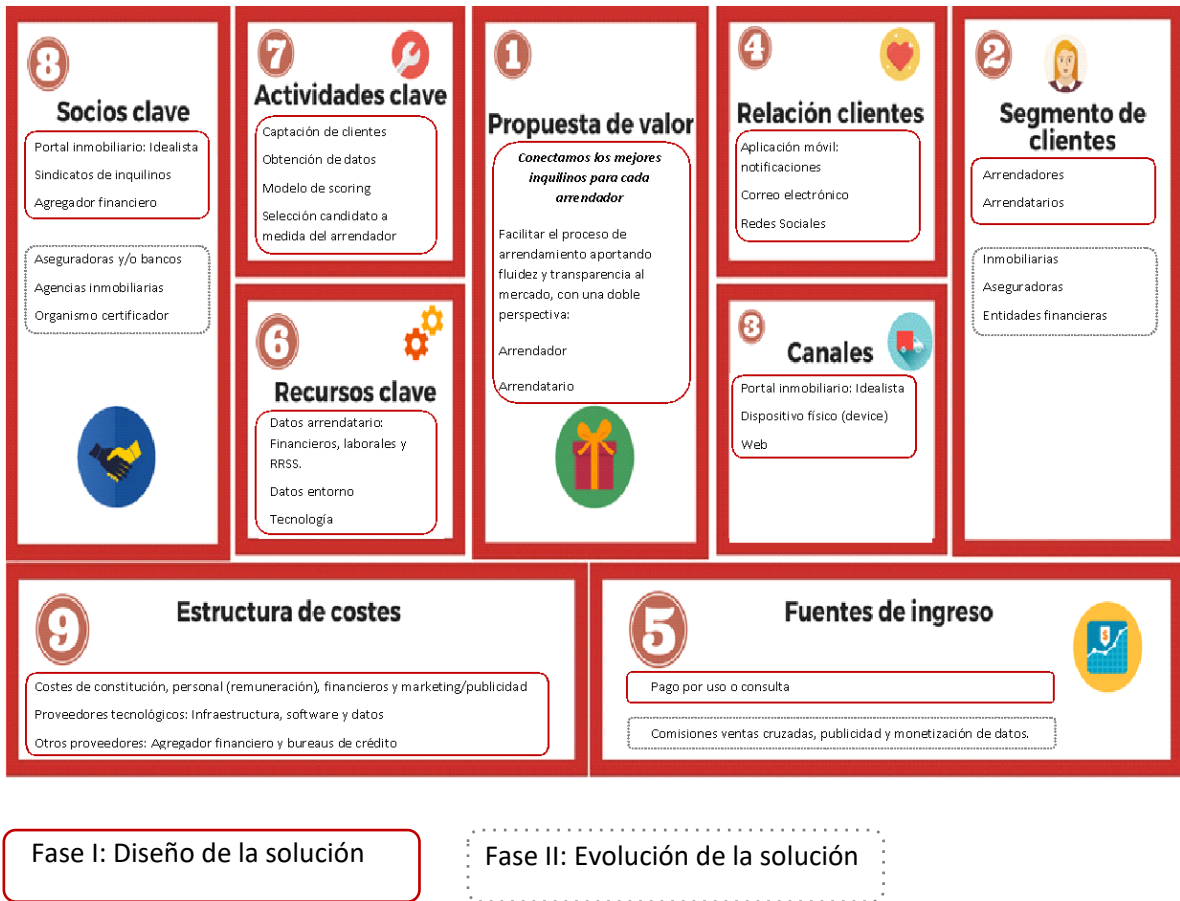 8
Socios clave
Portal inmobiliario: Idealista
Sindicatos de inquilinos
Agregador financiero
Aseguradoras y/o bancos
Agencias inmobiliarias
Organismo certificador
7
Actividades clave
Captación de clientes
Obtención de datos
Modelo de scoring
Selección candidato a
medida del arrendador
6
Recursos clave
Datos arrendatario:
Financieros, laborales y
RRSS.
Datos entorno
Tecnología
1
Propuesta de valor
Conectamos los mejores
inquilinos para cada
arrendador
Facilitar el proceso de
arrendamiento aportando
fluidez y transparencia al
mercado, con una doble
perspectiva:
Arrendador
Arrendatario
4
Relación clientes
Aplicación móvil:
notificaciones
Correo electrónico
Redes Sociales
3
Canales
Portal inmobiliario: Idealista
Dispositivo físico (device)
Web
2
Segmento de
clientes
Arrendadores
Arrendatarios
Inmobiliarias
Aseguradoras
Entidades financieras
9
Estructura de costes
Costes de constitución, personal (remuneración), financieros y marketing/publicidad
Proveedores tecnológicos: Infraestructura, software y datos
Otros proveedores: Agregador financiero y bureaus de crédito
5
Fuentes de ingreso
$
Pago por uso o consulta
Comisiones ventas cruzadas, publicidad y monetización de datos.
Fase I: Diseño de la solución
Fase II: Evolución de la solución